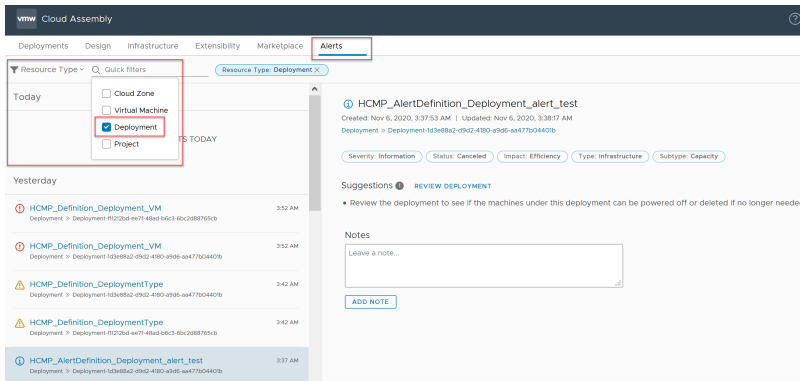 vmw Cloud Assembly
Deployments Design Infrastructure Extensibility Marketplace Alerts
Resource Type Quick filters Resource Type: Deployment ×
Today
Cloud Zone
Virtual Machine
Deployment
Project
TS TODAY
Yesterday
HCMP_Definition_Deployment_VM 3:52 AM
Deployment » Deployment-f11212bd-ee7f-48ad-b6c3-6bc2d88765cb
HCMP_Definition_Deployment_VM 3:52 AM
Deployment » Deployment-1d3e88a2-d9d2-4180-a9d6-aa477b04401b
HCMP_Definition_DeploymentType 3:42 AM
Deployment » Deployment-1d3e88a2-d9d2-4180-a9d6-aa477b04401b
HCMP_Definition_DeploymentType 3:42 AM
Deployment » Deployment-f11212bd-ee7f-48ad-b6c3-6bc2d88765cb
HCMP_AlertDefinition_Deployment_alert_test 3:37 AM
Deployment » Deployment-1d3e88a2-d9d2-4180-a9d6-aa477b04401b
HCMP_AlertDefinition_Deployment_alert_test
Created: Nov 6, 2020, 3:37:53 AM | Updated: Nov 6, 2020, 3:38:17 AM
Deployment » Deployment-1d3e88a2-d9d2-4180-a9d6-aa477b04401b
Severity: Information Status: Canceled Impact: Efficiency Type: Infrastructure Subtype: Capacity
Suggestions REVIEW DEPLOYMENT
• Review the deployment to see if the machines under this deployment can be powered off or deleted if no longer neede
Notes
Leave a note...
ADD NOTE